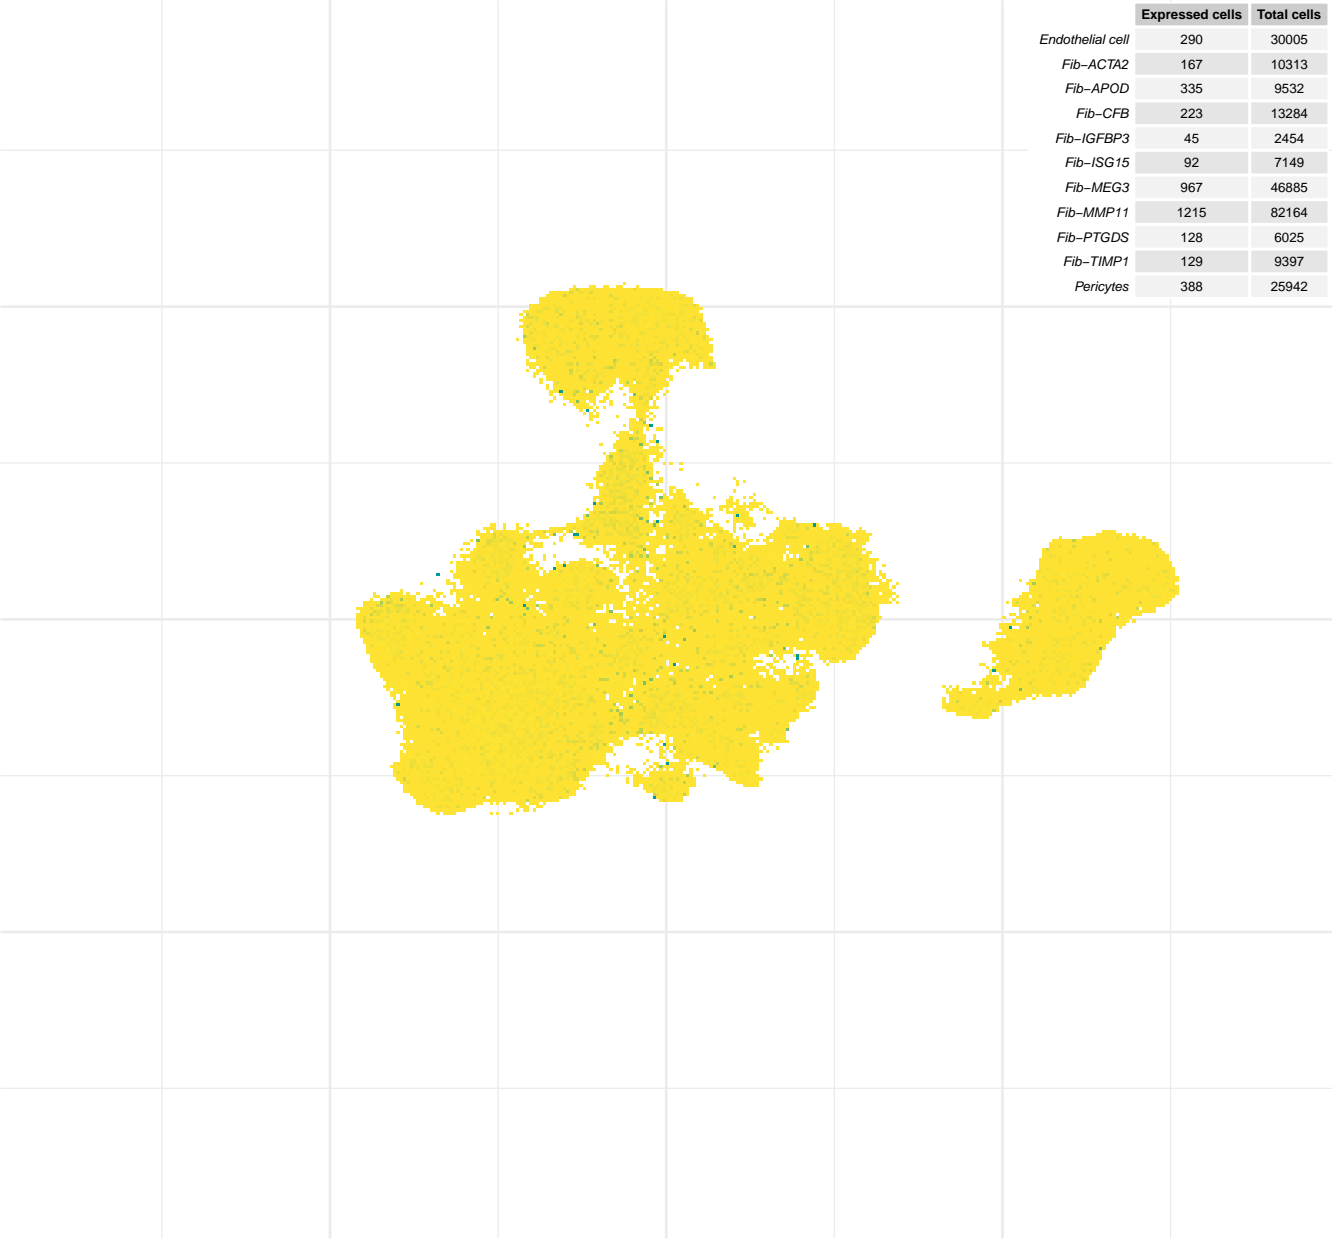 Expressed cells Total cells
Endothelial cell 290 30005
Fib−ACTA2 167 10313
Fib−APOD 335 9532
Fib−CFB 223 13284
Fib−IGFBP3 45 2454
Fib−ISG15 92 7149
Fib−MEG3 967 46885
Fib−MMP11 1215 82164
Fib−PTGDS 128 6025
Fib−TIMP1 129 9397
Pericytes 388 25942